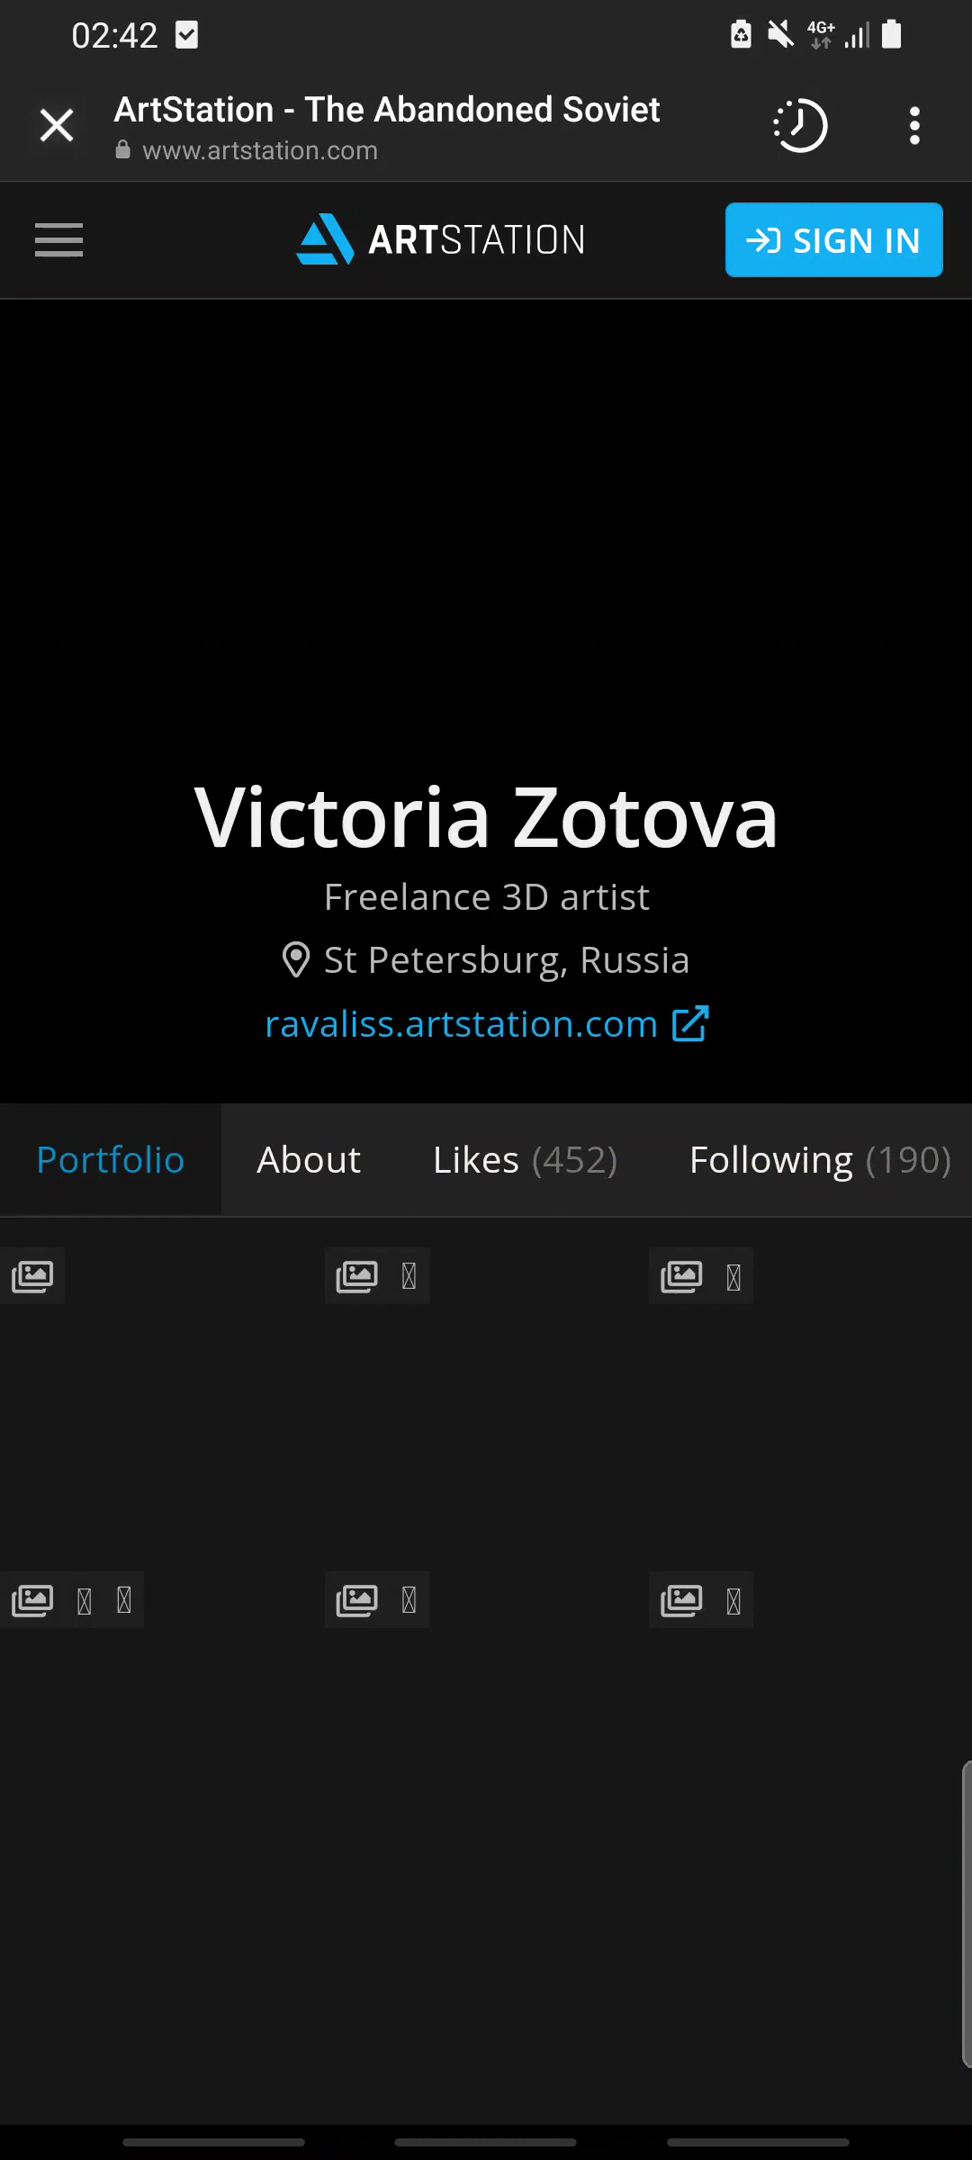 02:42
4G+
ArtStation - The Abandoned Soviet
www.artstation.com
ARTSTATION
SIGN IN
Victoria Zotova
Freelance 3D artist
St Petersburg, Russia
ravaliss.artstation.com
Portfolio About Likes (452) Following (190)